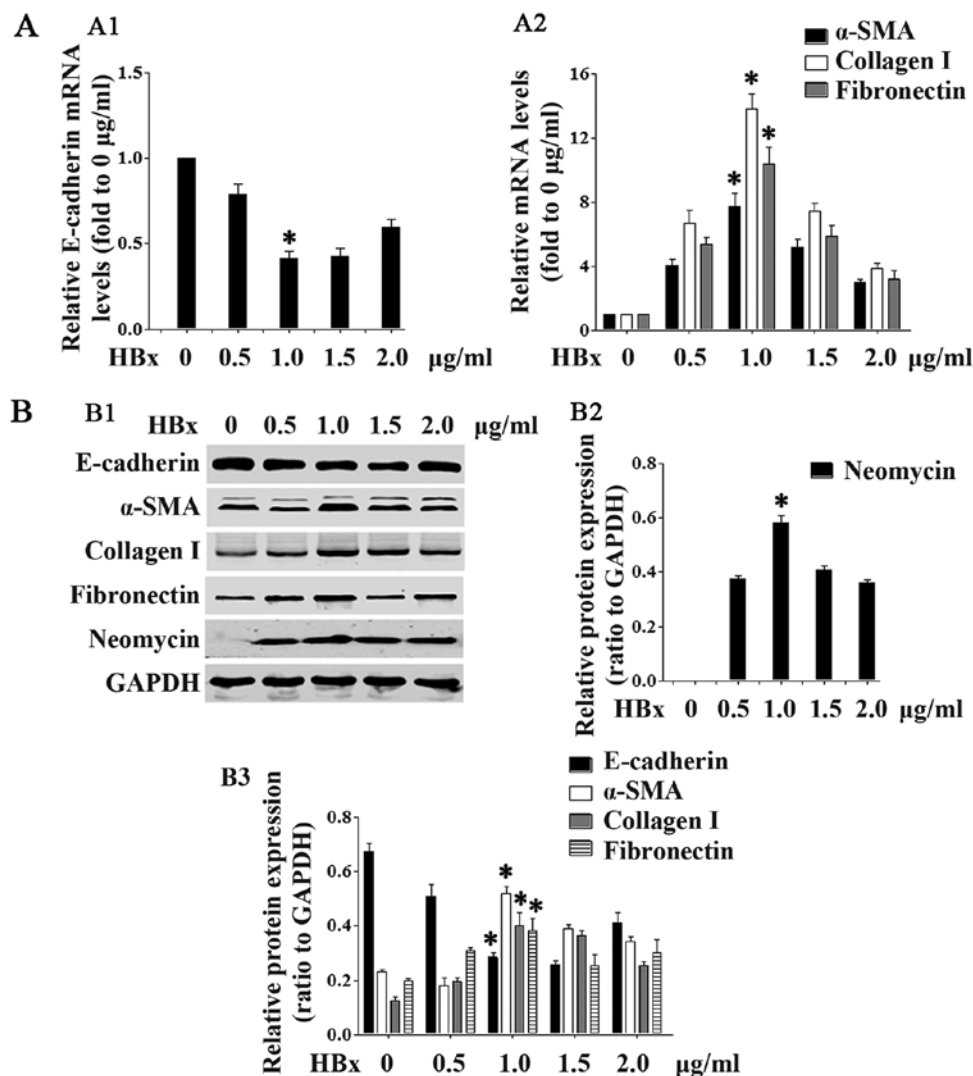 A
A1
Relative E-cadherin mRNA
levels (fold to 0 μg/ml)
1.5
1.0
0.5
0.0
*
HBx 0 0.5 1.0 1.5 2.0 μg/ml
A2
α-SMA
Collagen I
Fibronectin
Relative mRNA levels
(fold to 0 μg/ml)
16
12
8
4
0
* * *
HBx 0 0.5 1.0 1.5 2.0 μg/ml
B
B1
HBx 0 0.5 1.0 1.5 2.0 μg/ml
E-cadherin
α-SMA
Collagen I
Fibronectin
Neomycin
GAPDH
B2
Neomycin
Relative protein expression
(ratio to GAPDH)
0.8
0.6
0.4
0.2
0.0
*
HBx 0 0.5 1.0 1.5 2.0 μg/ml
B3
E-cadherin
α-SMA
Collagen I
Fibronectin
Relative protein expression
(ratio to GAPDH)
0.8
0.6
0.4
0.2
0.0
* * * *
HBx 0 0.5 1.0 1.5 2.0 μg/ml